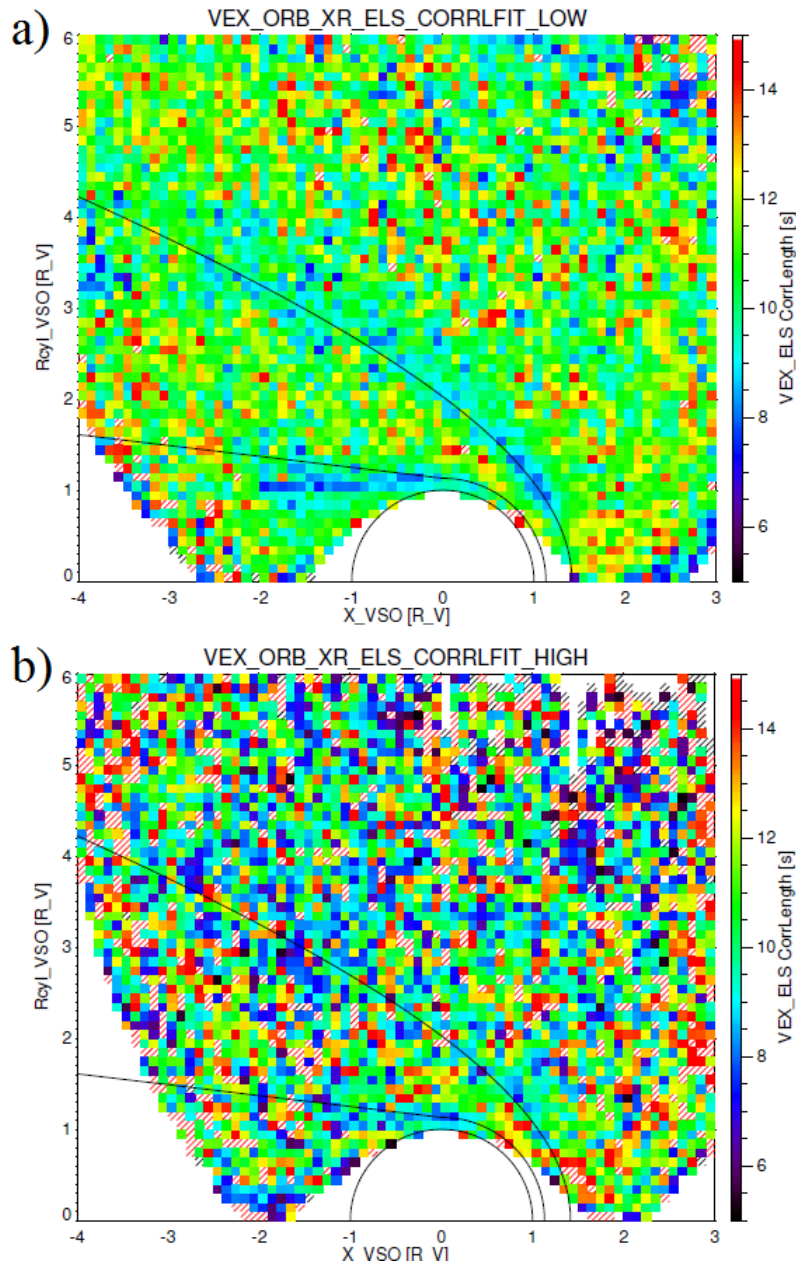 a)
VEX_ORB_XR_ELS_CORRLFIT_LOW
6
5
4
3
2
1
0
Rcyl_VSO [R_V]
-4 -3 -2 -1 0 1 2 3
X_VSO [R_V]
14
12
10
8
6
VEX_ELS CorrLength [s]
b)
VEX_ORB_XR_ELS_CORRLFIT_HIGH
6
5
4
3
2
1
0
Rcyl_VSO [R_V]
-4 -3 -2 -1 0 1 2 3
X_VSO [R_V]
14
12
10
8
6
VEX_ELS CorrLength [s]